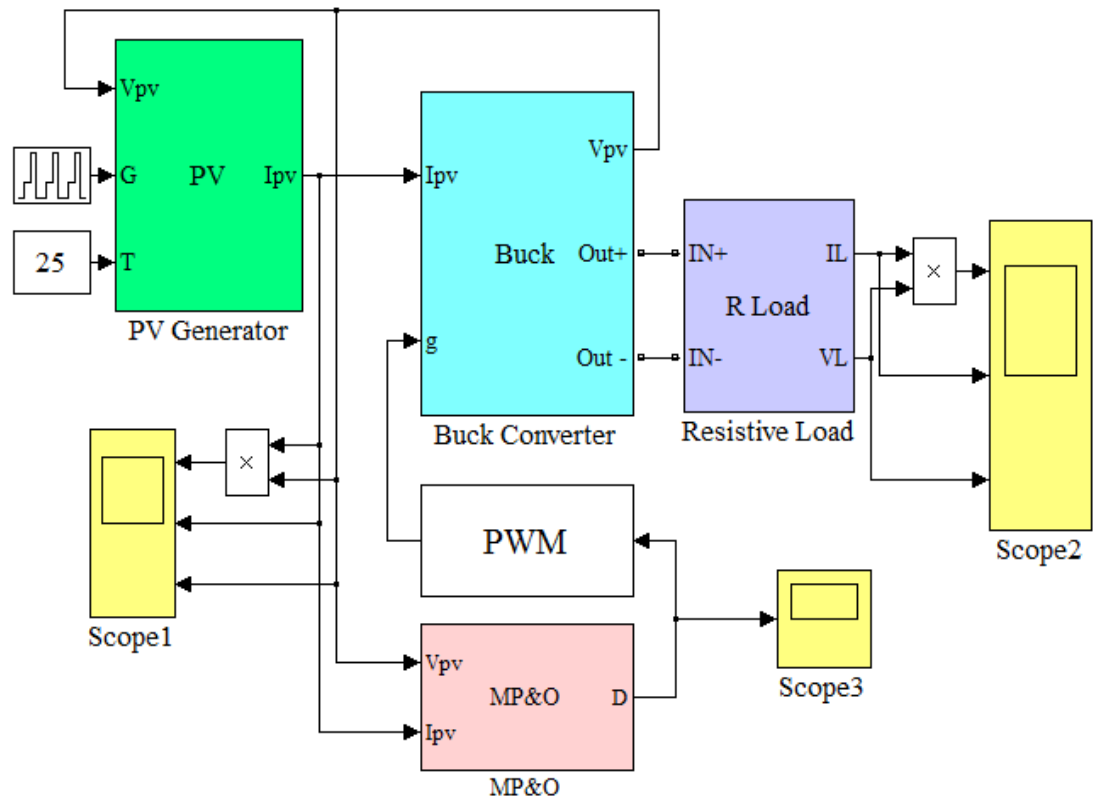 Vpv
G
PV
Ipv
25
T
PV Generator
Vpv
Ipv
Buck
Out+
g
Out -
Buck Converter
IN+
IL
R Load
IN-
VL
Resistive Load
×
Scope2
×
Scope1
PWM
Scope3
Vpv
MP&O
D
Ipv
MP&O